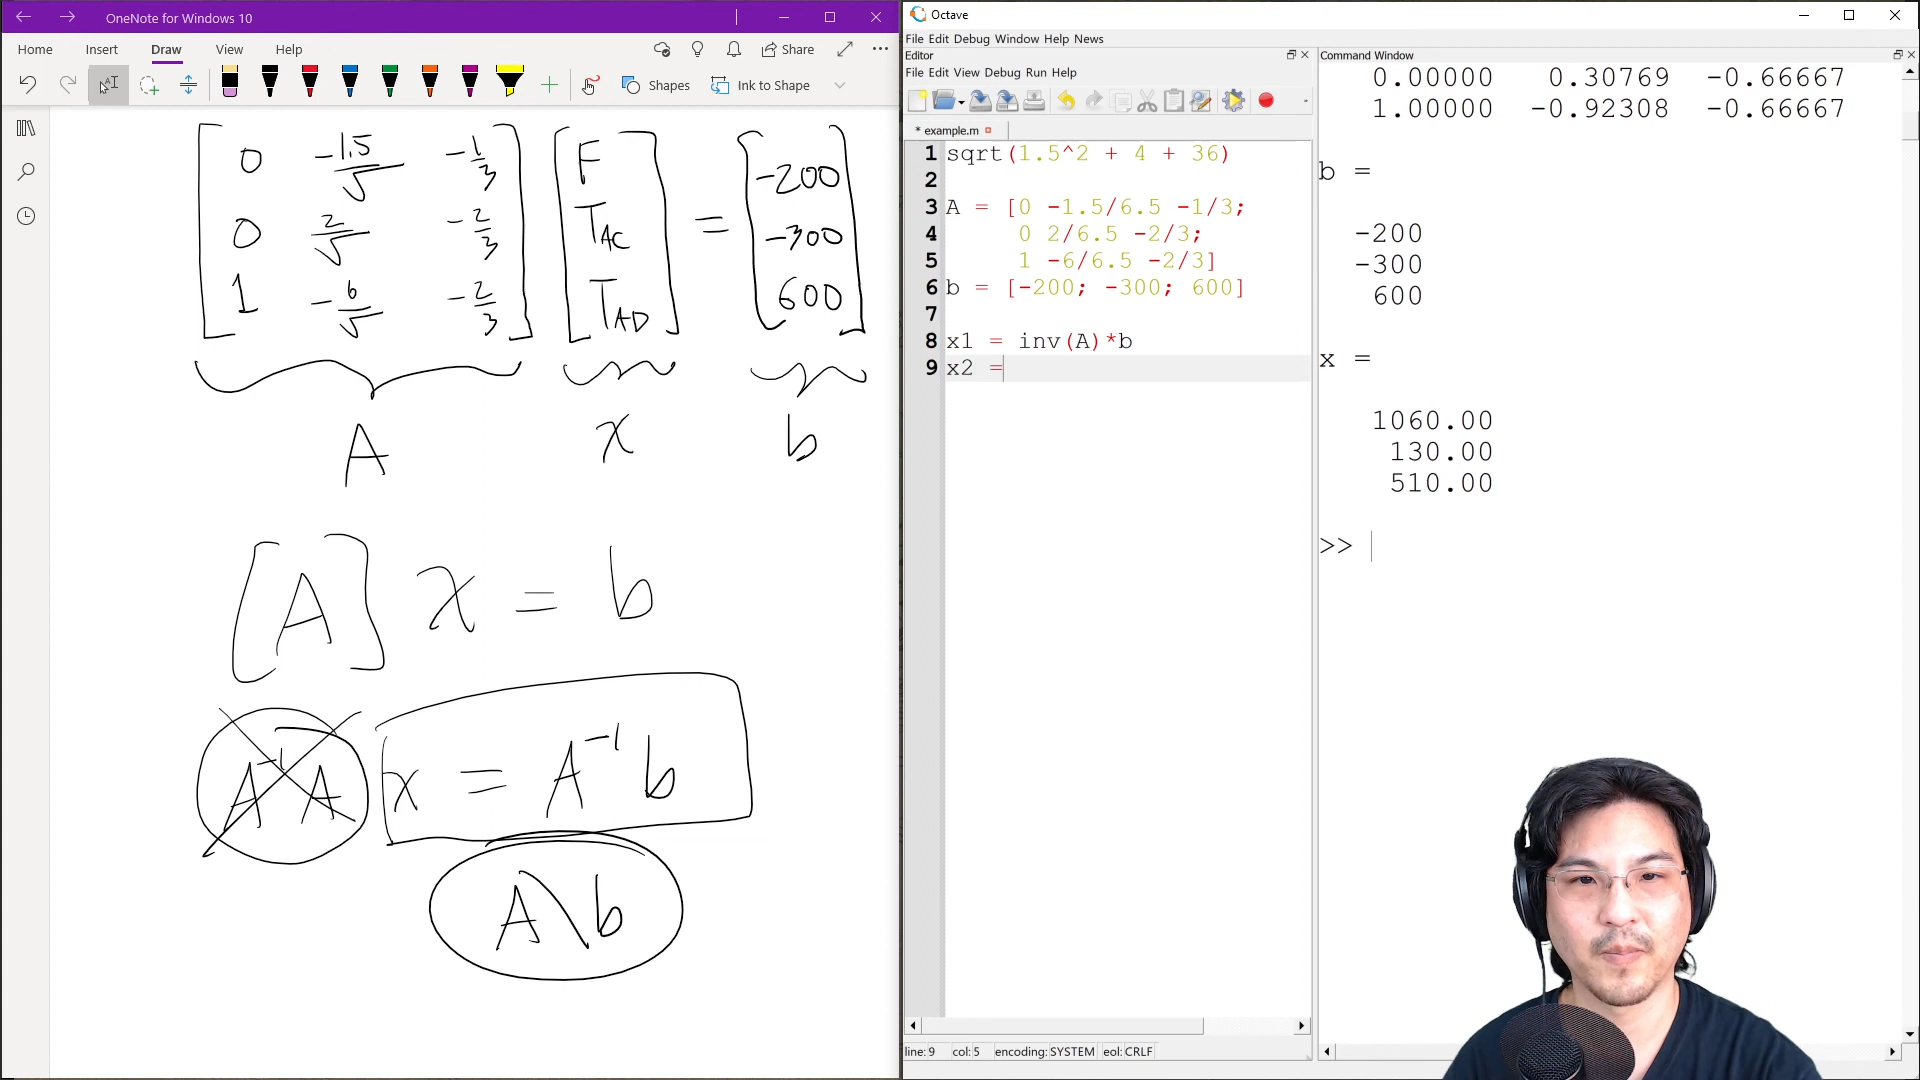 OneNote for Windows 10
Home Insert Draw View Help Share
Shapes Ink to Shape
0 -1.5/√ -1/3 F -200
0 2/√ -2/3 TAC = -300
1 -6/√ -2/3 TAD 600
A x b
[A] x = b
A⁻¹A x = A⁻¹b
A\b
Octave
File Edit Debug Window Help News
Editor
File Edit View Debug Run Help
* example.m
1 sqrt(1.5^2 + 4 + 36)
2
3 A = [0 -1.5/6.5 -1/3;
4 0 2/6.5 -2/3;
5 1 -6/6.5 -2/3]
6 b = [-200; -300; 600]
7
8 x1 = inv(A)*b
9 x2 =
line: 9 col: 5 encoding: SYSTEM eol: CRLF
Command Window
0.00000 0.30769 -0.66667
1.00000 -0.92308 -0.66667
b =
-200
-300
600
x =
1060.00
130.00
510.00
>>